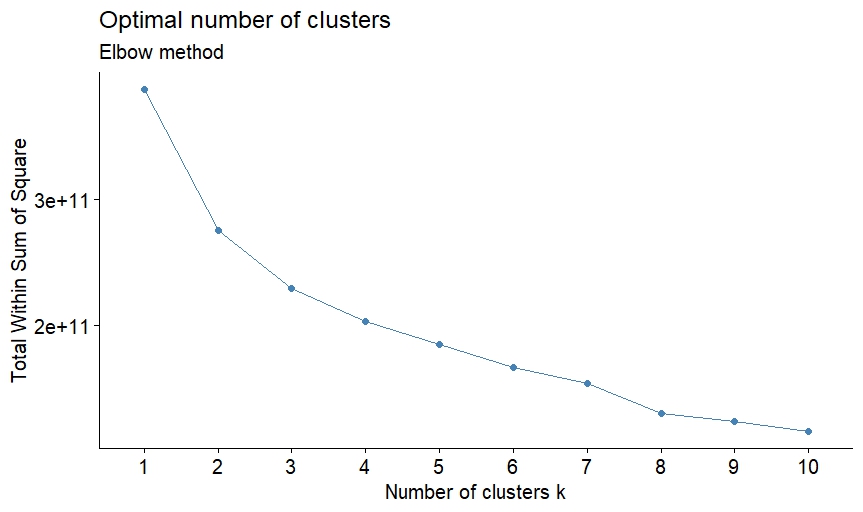 Optimal number of clusters
Elbow method
Total Within Sum of Square
3e+11
2e+11
1 2 3 4 5 6 7 8 9 10
Number of clusters k